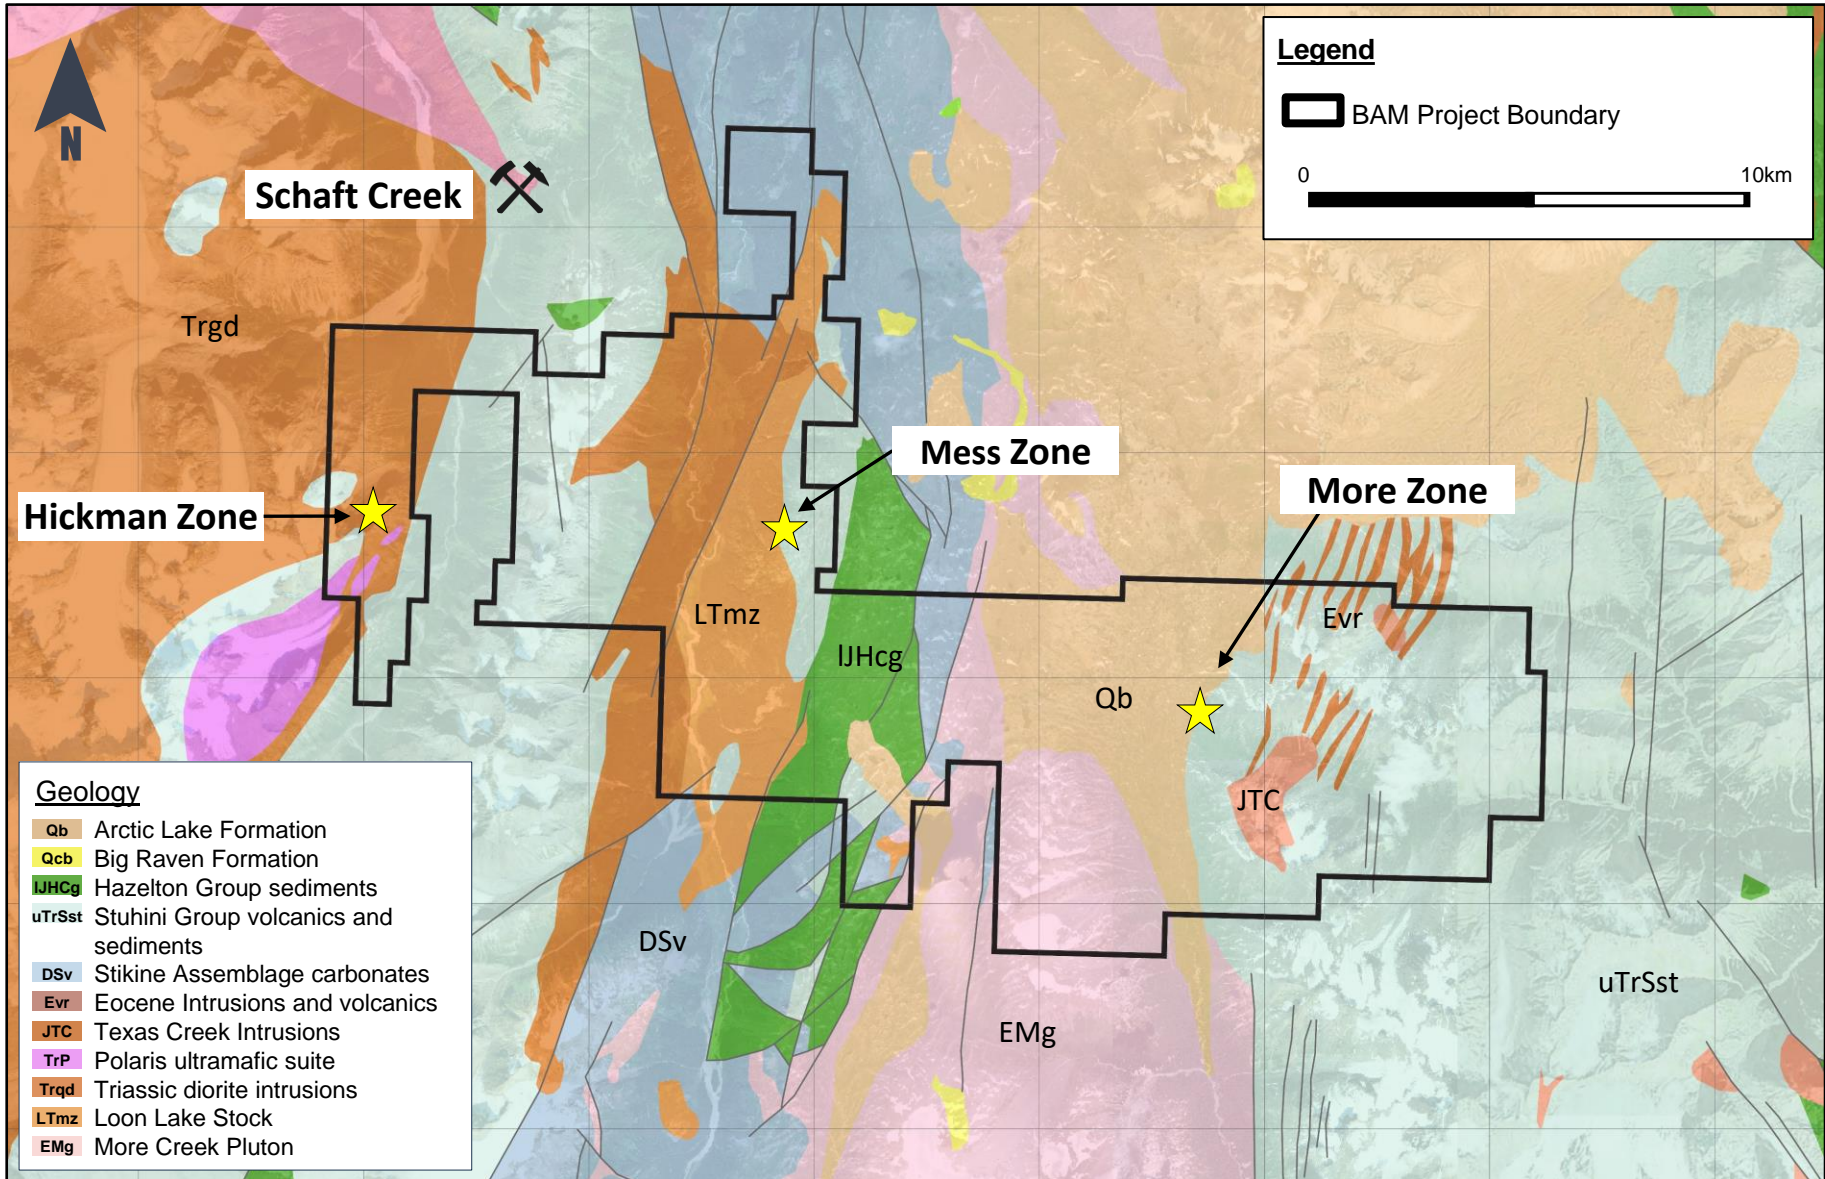 Legend
BAM Project Boundary
0 10km
N
Schaft Creek
Trgd
Mess Zone
More Zone
Hickman Zone
LTmz
Evr
lJHcg
Qb
JTC
DSv
uTrSst
EMg
Geology
Qb Arctic Lake Formation
Qcb Big Raven Formation
lJHCg Hazelton Group sediments
uTrSst Stuhini Group volcanics and
sediments
DSv Stikine Assemblage carbonates
Evr Eocene Intrusions and volcanics
JTC Texas Creek Intrusions
TrP Polaris ultramafic suite
Trqd Triassic diorite intrusions
LTmz Loon Lake Stock
EMg More Creek Pluton